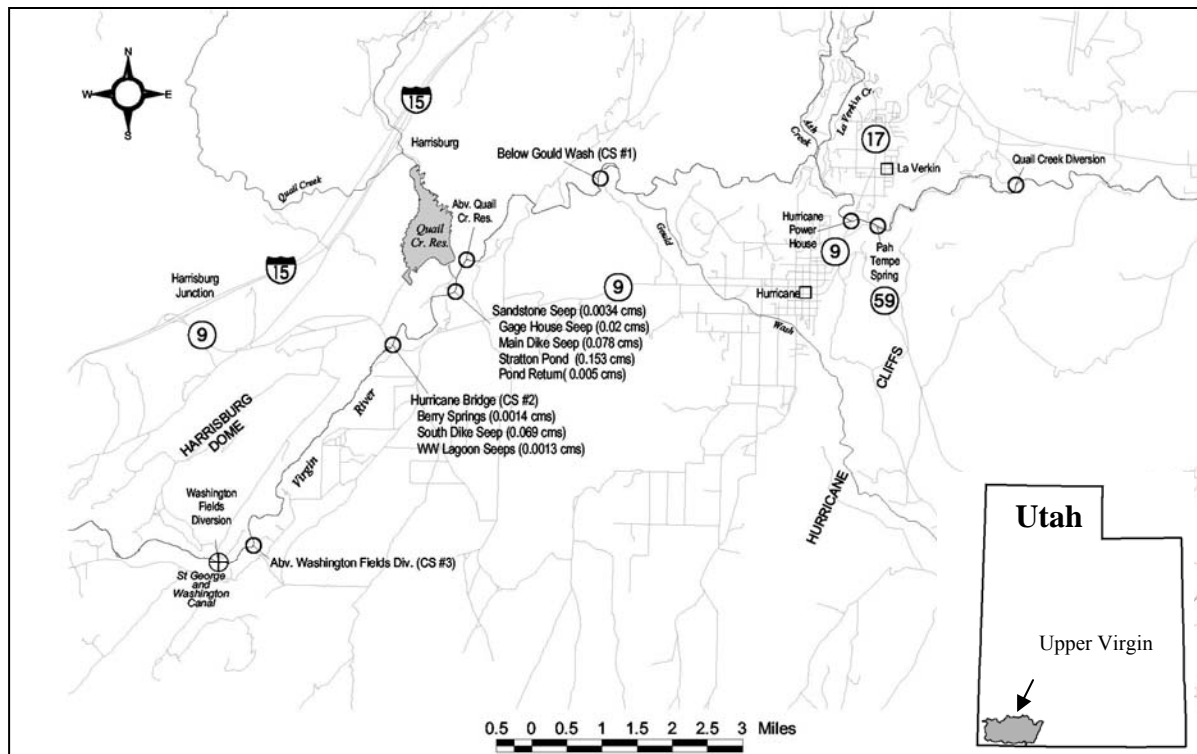 N
W
E
S
15
Harrisburg
Quail Creek
Below Gould Wash (CS #1)
Ash
Creek
La Verkin Cr.
17
La Verkin
Quail Creek Diversion
Abv. Quail
Cr. Res.
Quail
Cr. Res.
Gould
Hurricane
Power
House
9
Pah
Tempe
Spring
59
Harrisburg
Junction
15
9
9
Hurricane
Wash
Sandstone Seep (0.0034 cms)
Gage House Seep (0.02 cms)
Main Dike Seep (0.078 cms)
Stratton Pond (0.153 cms)
Pond Return( 0.005 cms)
CLIFFS
HURRICANE
HARRISBURG
DOME
River
Virgin
Hurricane Bridge (CS #2)
Berry Springs (0.0014 cms)
South Dike Seep (0.069 cms)
WW Lagoon Seeps (0.0013 cms)
Washington
Fields
Diversion
Abv. Washington Fields Div. (CS #3)
St George
and
Washington
Canal
Utah
Upper Virgin
0.5 0 0.5 1 1.5 2 2.5 3 Miles